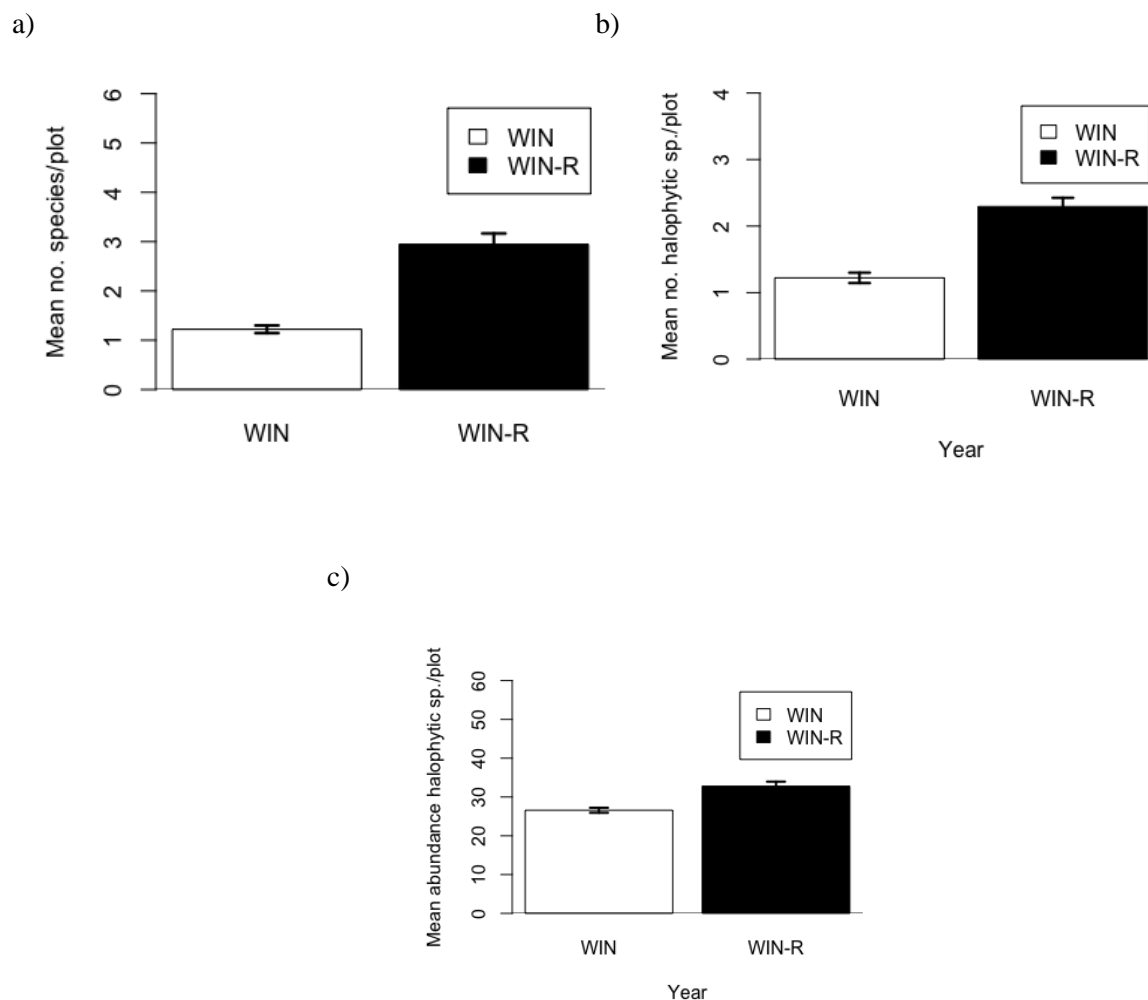 a)
Mean no. species/plot
6
5
4
3
2
1
0
WIN
WIN-R
WIN
WIN-R
b)
Mean no. halophytic sp./plot
4
3
2
1
0
WIN
WIN-R
WIN
WIN-R
Year
c)
Mean abundance halophytic sp./plot
60
50
40
30
20
10
0
WIN
WIN-R
WIN
WIN-R
Year